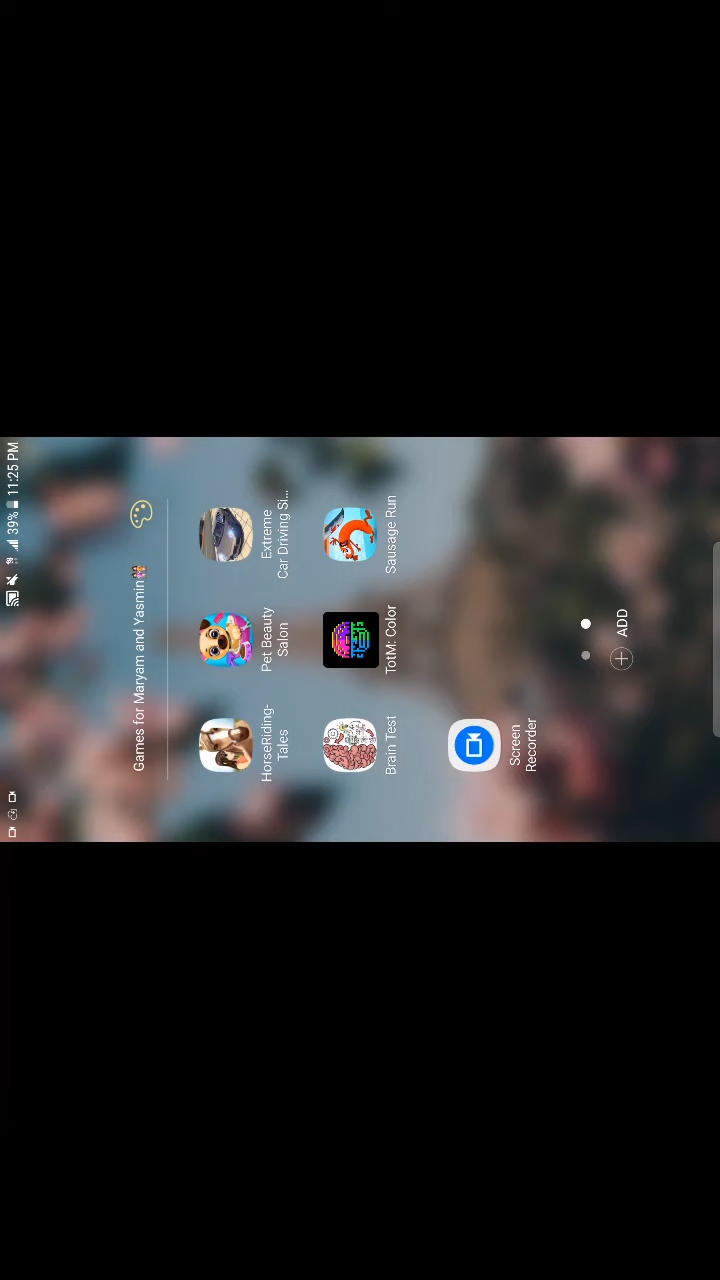 39% 11:25 PM
Games for Maryam and Yasmin👭
HorseRiding-
Tales
Pet Beauty
Salon
Extreme
Car Driving Si...
Brain Test
TotM: Color
Sausage Run
Screen
Recorder
ADD